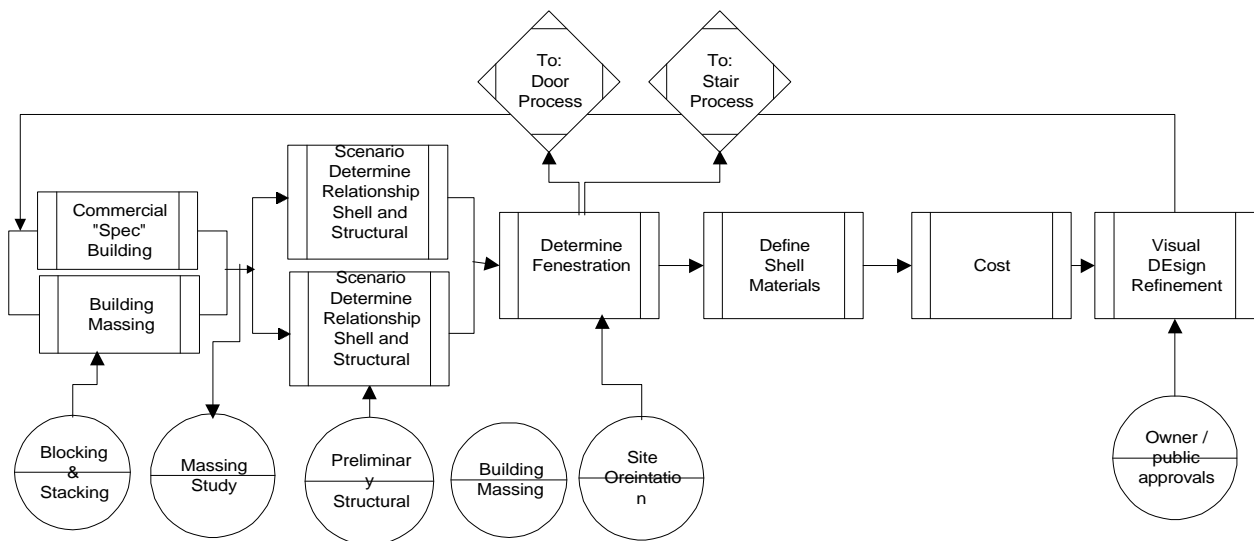 To:
Door
Process
To:
Stair
Process
Scenario
Determine
Relationship
Shell and
Structural
Commercial
"Spec"
Building
Determine
Fenestration
Define
Shell
Materials
Cost
Visual
DEsign
Refinement
Building
Massing
Scenario
Determine
Relationship
Shell and
Structural
Blocking
&
Stacking
Massing
Study
Preliminar
y
Structural
Building
Massing
Site
Oreintatio
n
Owner /
public
approvals